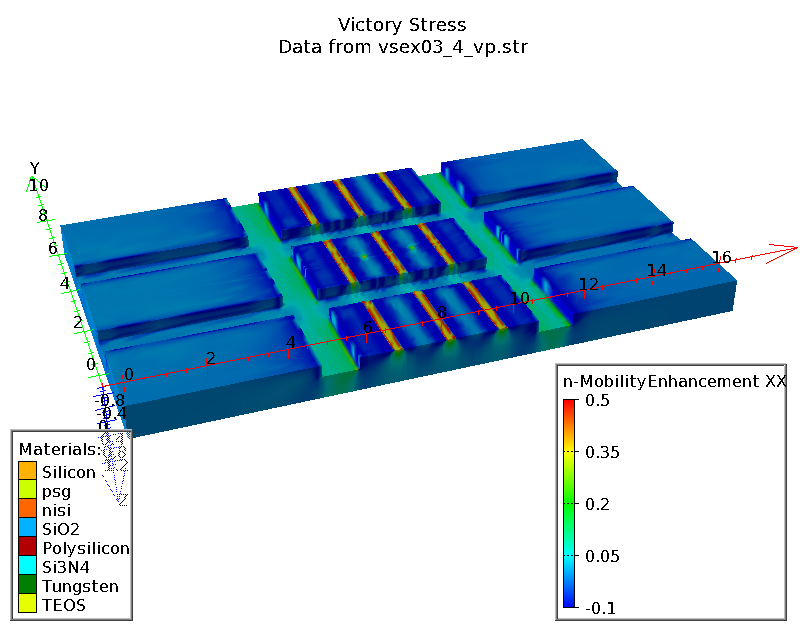 Victory Stress
Data from vsex03_4_vp.str
Y
10
8
6
4
2
0
0
2
4
6
8
10
12
14
16
-0.8
-0.4
Materials:
Silicon
psg
nisi
SiO2
Polysilicon
Si3N4
Tungsten
TEOS
n-MobilityEnhancement XX
0.5
0.35
0.2
0.05
-0.1